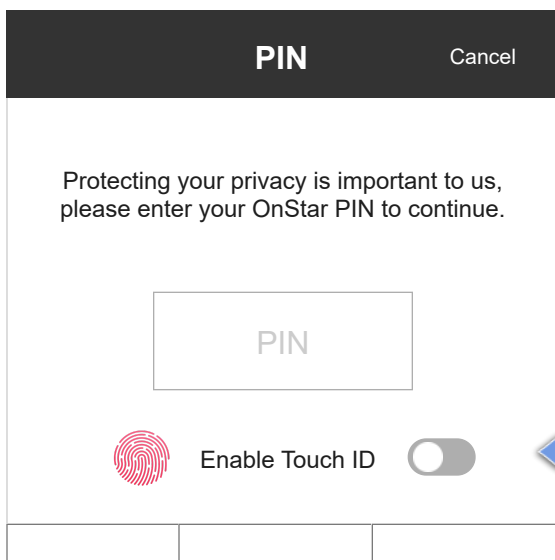 PIN
Cancel
Protecting your privacy is important to us,
please enter your OnStar PIN to continue.
PIN
Enable Touch ID